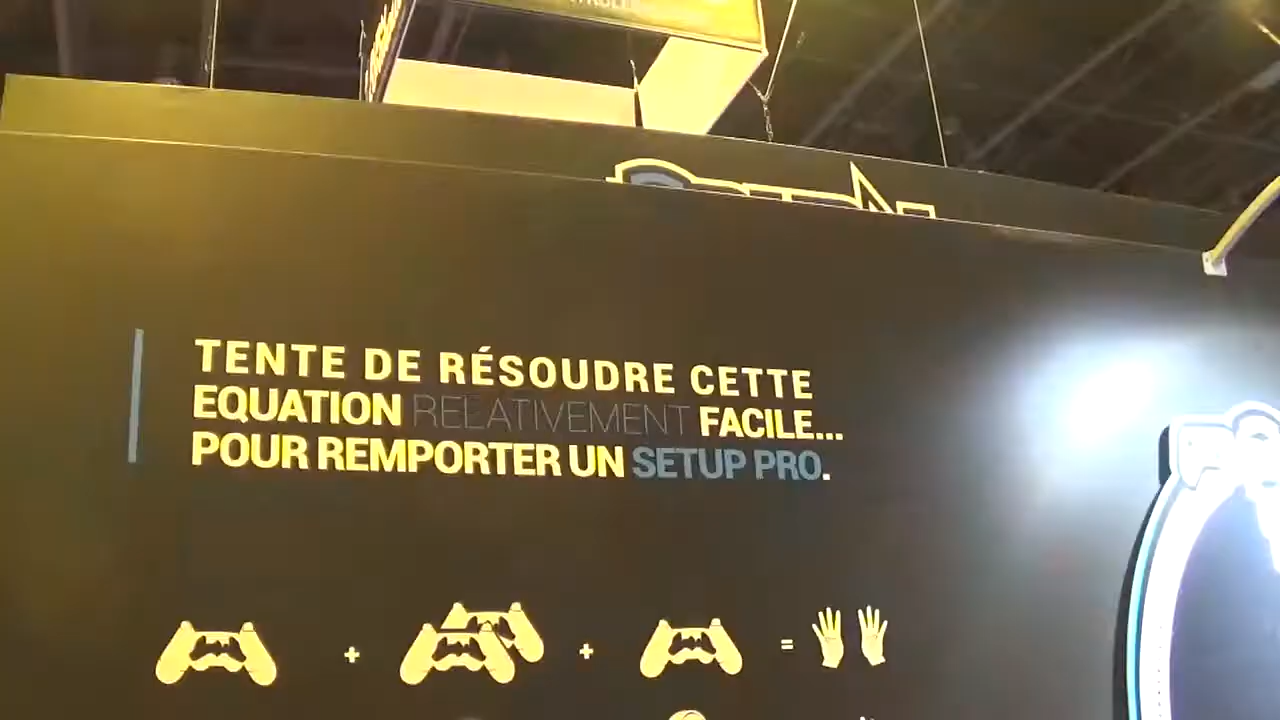 TENTE DE RÉSOUDRE CETTE
EQUATION RELATIVEMENT FACILE...
POUR REMPORTER UN SETUP PRO.
+ + =